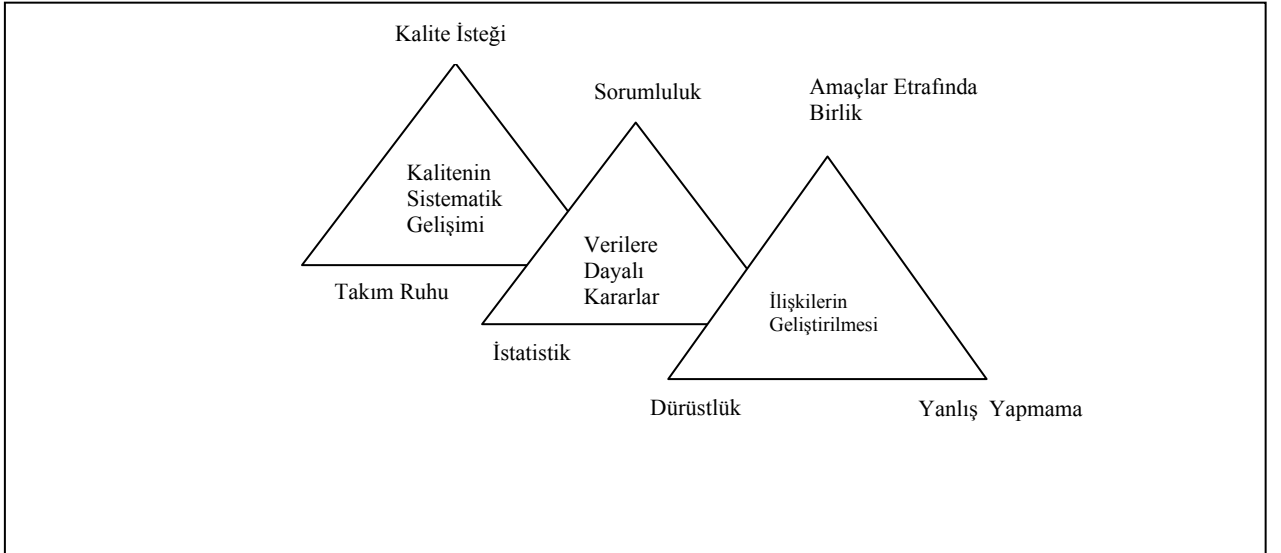 Kalite İsteği
Sorumluluk
Amaçlar Etrafında
Birlik
Kalitenin
Sistematik
Gelişimi
Verilere
Dayalı
Kararlar
Takım Ruhu
İlişkilerin
Geliştirilmesi
İstatistik
Dürüstlük
Yanlış Yapmama